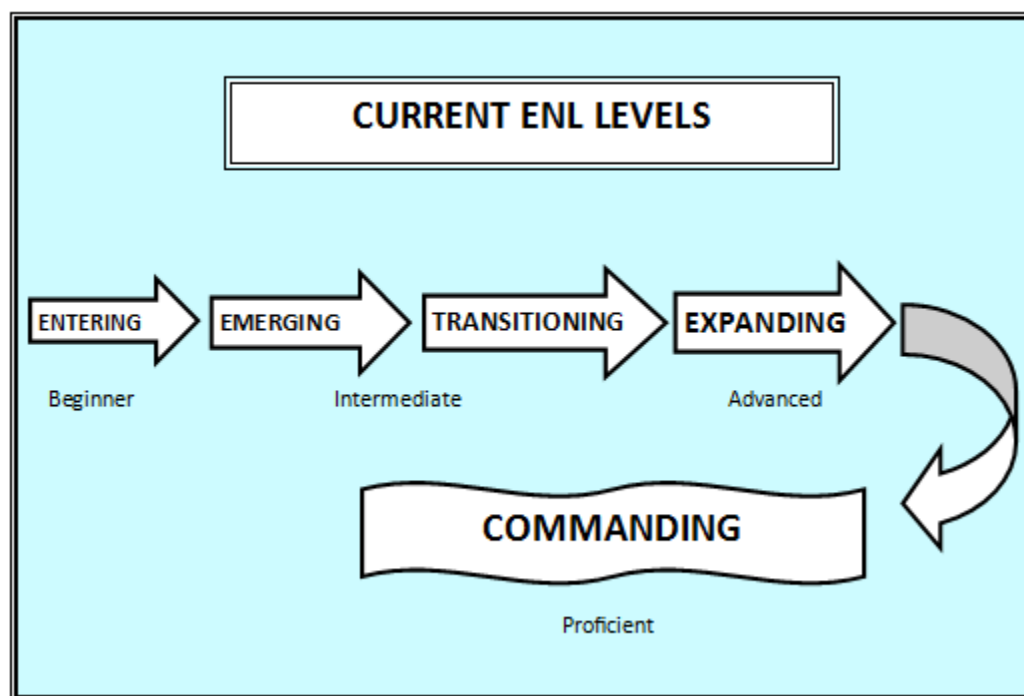 CURRENT ENL LEVELS
ENTERING
EMERGING
TRANSITIONING
EXPANDING
Beginner
Intermediate
Advanced
COMMANDING
Proficient